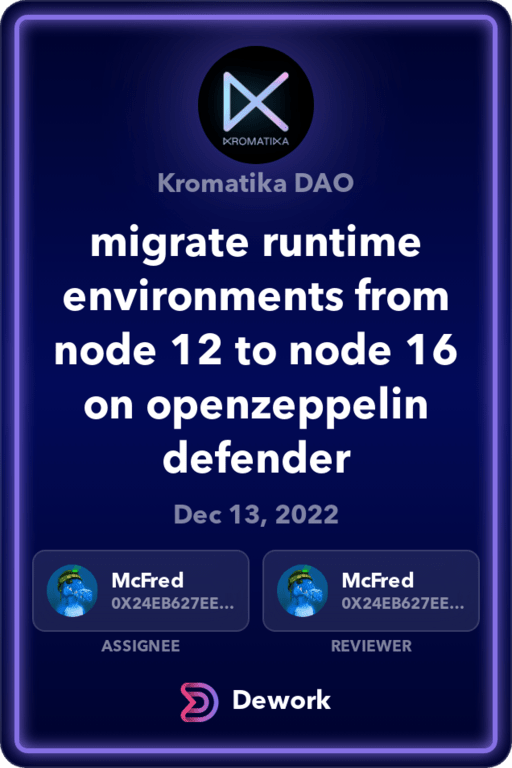 KROMATIKA
Kromatika DAO
migrate runtime
environments from
node 12 to node 16
on openzeppelin
defender
Dec 13, 2022
McFred
0X24EB627EE...
ASSIGNEE
McFred
0X24EB627EE...
REVIEWER
Dework